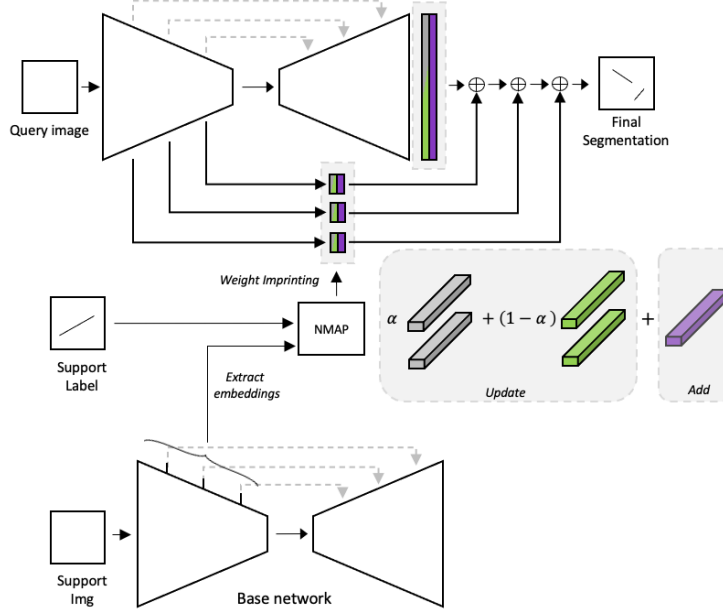 Query image
Final
Segmentation
Weight Imprinting
NMAP
Support
Label
Extract
embeddings
α
+ (1 − α)
+
Update
Add
Support
Img
Base network